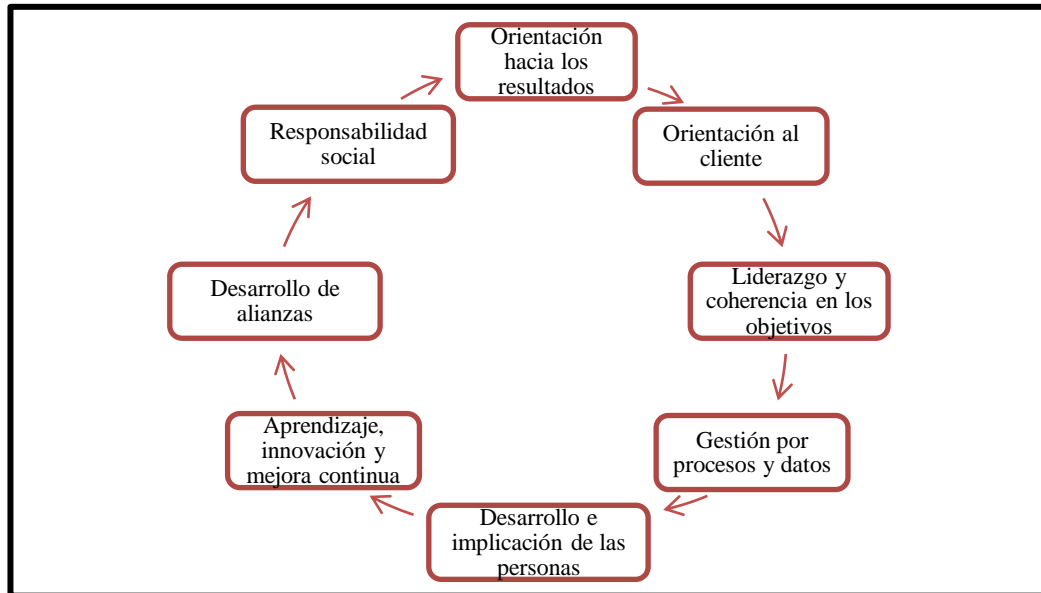 Orientación
hacia los
resultados
Orientación al
cliente
Liderazgo y
coherencia en los
objetivos
Gestión por
procesos y datos
Desarrollo e
implicación de las
personas
Aprendizaje,
innovación y
mejora continua
Desarrollo de
alianzas
Responsabilidad
social